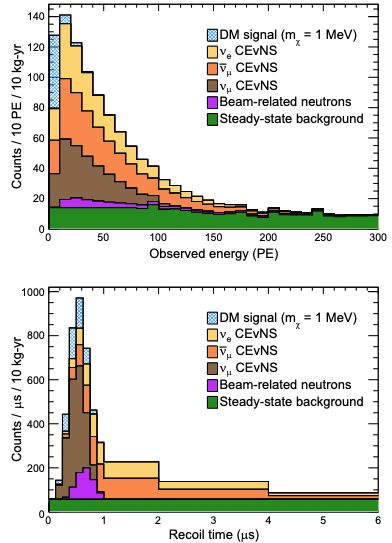 140
120
100
80
60
40
20
0
Counts / 10 PE / 10 kg-yr
DM signal (mχ = 1 MeV)
νe CEvNS
ν̅μ CEvNS
νμ CEvNS
Beam-related neutrons
Steady-state background
0 50 100 150 200 250 300
Observed energy (PE)
1000
800
600
400
200
0
Counts / μs / 10 kg-yr
DM signal (mχ = 1 MeV)
νe CEvNS
ν̅μ CEvNS
νμ CEvNS
Beam-related neutrons
Steady-state background
0 1 2 3 4 5 6
Recoil time (μs)